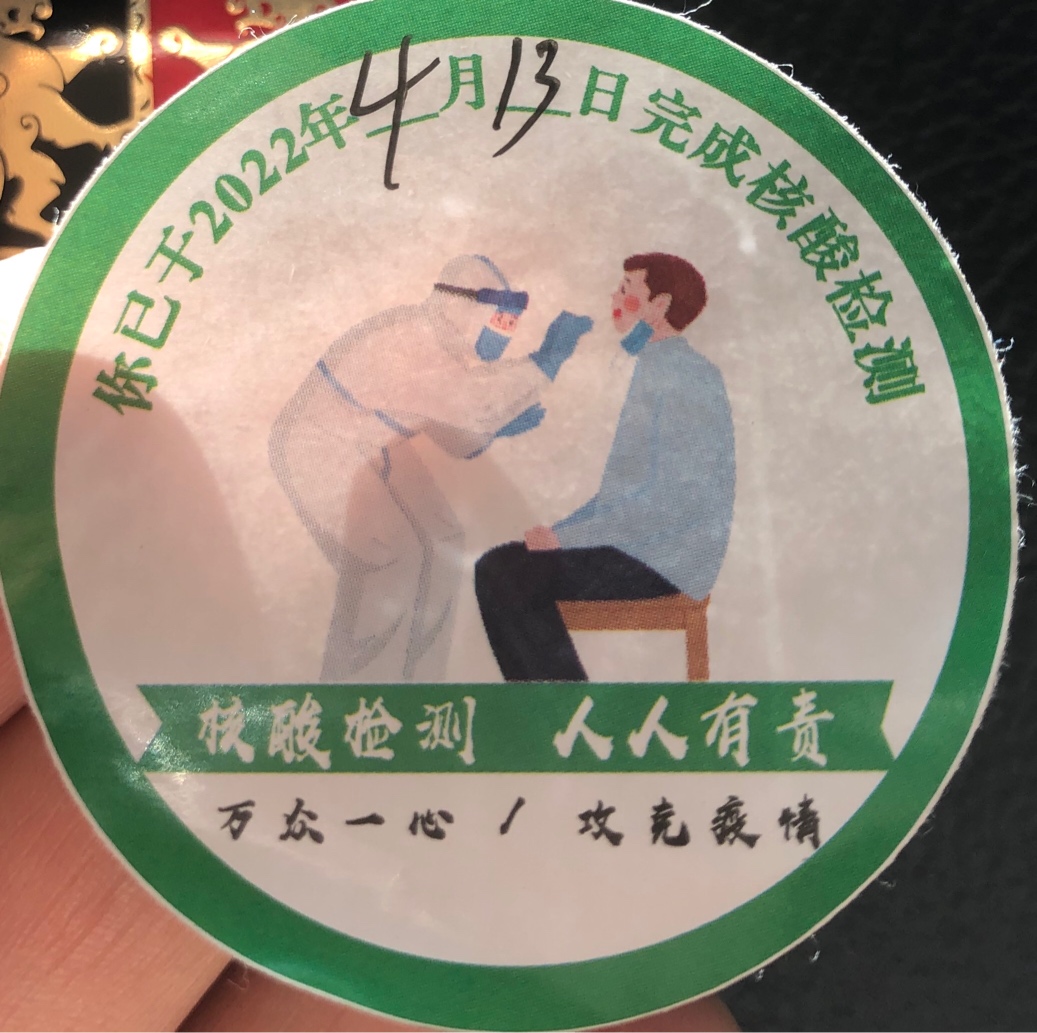 你已于2022年4月13日完成核酸检测
核酸检测 人人有责
万众一心 / 攻克疫情